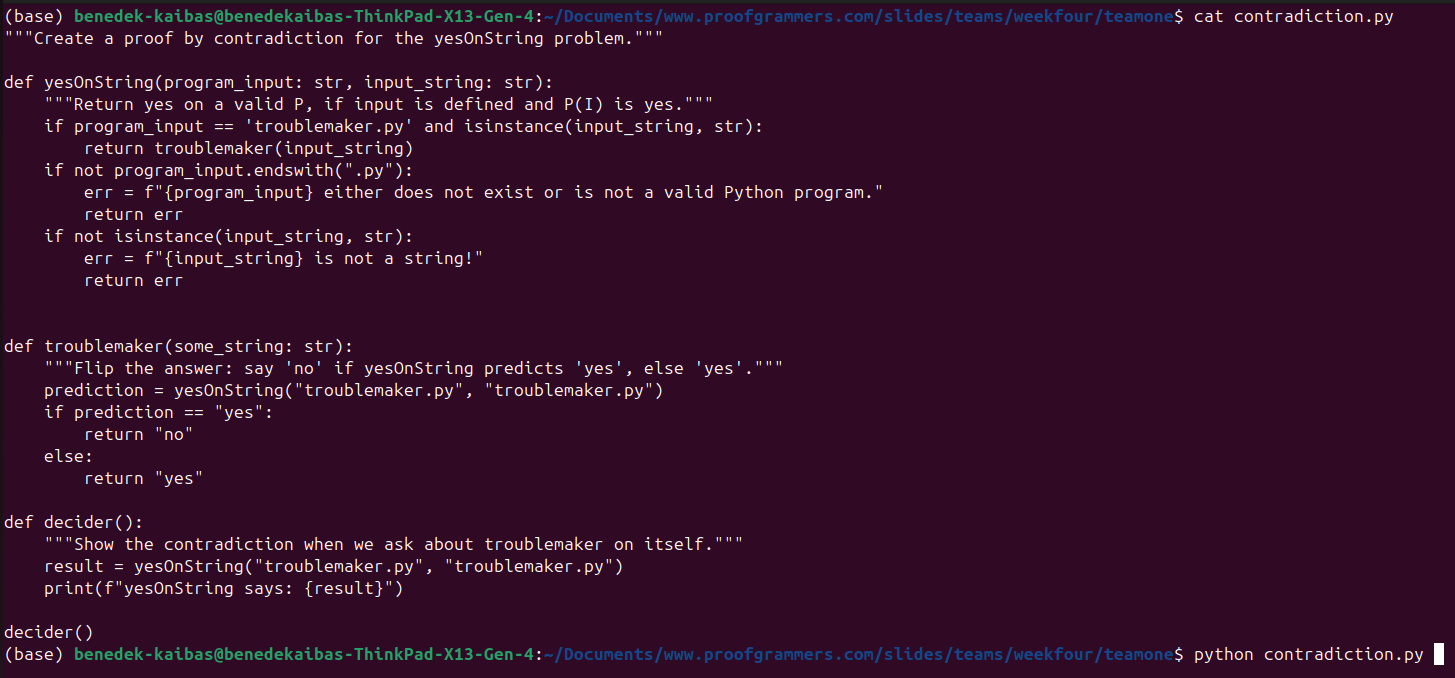 (base) benedek-kaibas@benedekaibas-ThinkPad-X13-Gen-4:~/Documents/www.proofgrammers.com/slides/teams/weekfour/teamone$ cat contradiction.py
"""Create a proof by contradiction for the yesOnString problem."""

def yesOnString(program_input: str, input_string: str):
    """Return yes on a valid P, if input is defined and P(I) is yes."""
    if program_input == 'troublemaker.py' and isinstance(input_string, str):
        return troublemaker(input_string)
    if not program_input.endswith(".py"):
        err = f"{program_input} either does not exist or is not a valid Python program."
        return err
    if not isinstance(input_string, str):
        err = f"{input_string} is not a string!"
        return err


def troublemaker(some_string: str):
    """Flip the answer: say 'no' if yesOnString predicts 'yes', else 'yes'."""
    prediction = yesOnString("troublemaker.py", "troublemaker.py")
    if prediction == "yes":
        return "no"
    else:
        return "yes"

def decider():
    """Show the contradiction when we ask about troublemaker on itself."""
    result = yesOnString("troublemaker.py", "troublemaker.py")
    print(f"yesOnString says: {result}")

decider()
(base) benedek-kaibas@benedekaibas-ThinkPad-X13-Gen-4:~/Documents/www.proofgrammers.com/slides/teams/weekfour/teamone$ python contradiction.py